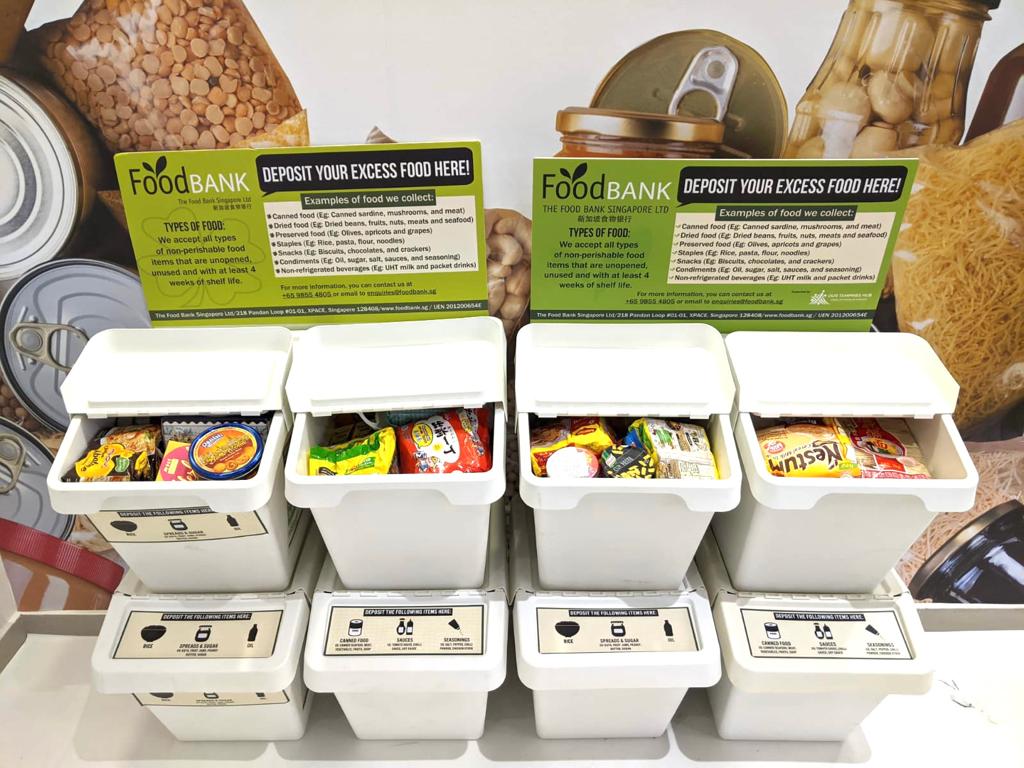 FoodBANK
The Food Bank Singapore Ltd
新加坡食物银行
TYPES OF FOOD:
We accept all types
of non-perishable food
items that are unopened,
unused and with at least 4
weeks of shelf life.
DEPOSIT YOUR EXCESS FOOD HERE!
Examples of food we collect:
Canned food (Eg: Canned sardine, mushrooms, and meat)
Dried food (Eg: Dried beans, fruits, nuts, meats and seafood)
Preserved food (Eg: Olives, apricots and grapes)
Staples (Eg: Rice, pasta, flour, noodles)
Snacks (Eg: Biscuits, chocolates, and crackers)
Condiments (Eg: Oil, sugar, salt, sauces, and seasoning)
Non-refrigerated beverages (Eg: UHT milk and packet drinks)
For more information, you can contact us at
+65 9855 4805 or email to enquiries@foodbank.sg
The Food Bank Singapore Ltd/218 Pandan Loop #01-01, XPACE, Singapore 128408/www.foodbank.sg / UEN 201200654E
FoodBANK
THE FOOD BANK SINGAPORE LTD
新加坡食物银行
TYPES OF FOOD:
We accept all types
of non-perishable food
items that are unopened,
unused and with at least 4
weeks of shelf life.
DEPOSIT YOUR EXCESS FOOD HERE!
Examples of food we collect:
Canned food (Eg: Canned sardine, mushrooms, and meat)
Dried food (Eg: Dried beans, fruits, nuts, meats and seafood)
Preserved food (Eg: Olives, apricots and grapes)
Staples (Eg: Rice, pasta, flour, noodles)
Snacks (Eg: Biscuits, chocolates, and crackers)
Condiments (Eg: Oil, sugar, salt, sauces, and seasoning)
Non-refrigerated beverages (Eg: UHT milk and packet drinks)
For more information, you can contact us at
+65 9855 4805 or email to enquiries@foodbank.sg
OUR TAMPINES HUB
The Food Bank Singapore Ltd/218 Pandan Loop #01-01, XPACE, Singapore 128408/www.foodbank.sg / UEN 201200654E
NESTUM
DEPOSIT THE FOLLOWING ITEMS HERE:
RICE
SPREADS & SUGAR
OIL
DEPOSIT THE FOLLOWING ITEMS HERE:
RICE
SPREADS & SUGAR
OIL
DEPOSIT THE FOLLOWING ITEMS HERE:
CANNED FOOD
SAUCES
SEASONINGS
DEPOSIT THE FOLLOWING ITEMS HERE:
RICE
SPREADS & SUGAR
OIL
DEPOSIT THE FOLLOWING ITEMS HERE:
CANNED FOOD
SAUCES
SEASONINGS